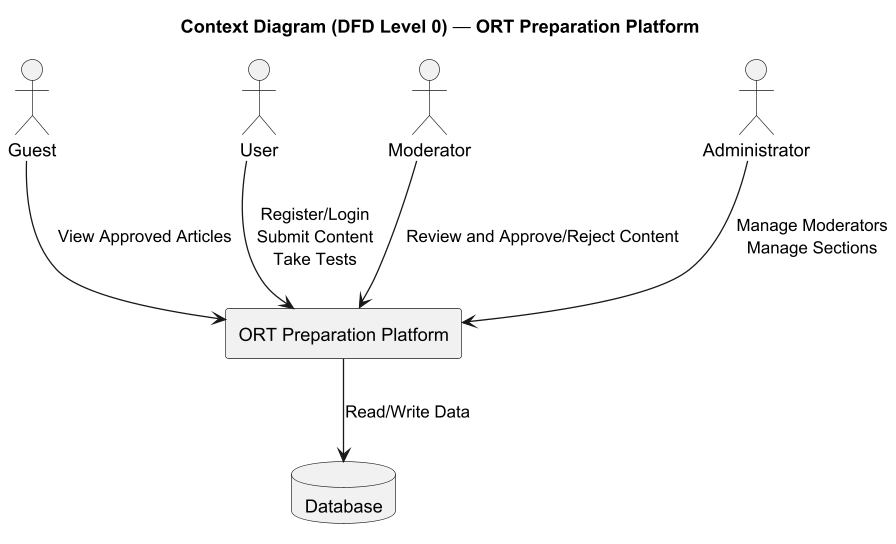 Context Diagram (DFD Level 0) — ORT Preparation Platform
Guest
User
Moderator
Administrator
View Approved Articles
Register/Login
Submit Content
Take Tests
Review and Approve/Reject Content
Manage Moderators
Manage Sections
ORT Preparation Platform
Read/Write Data
Database